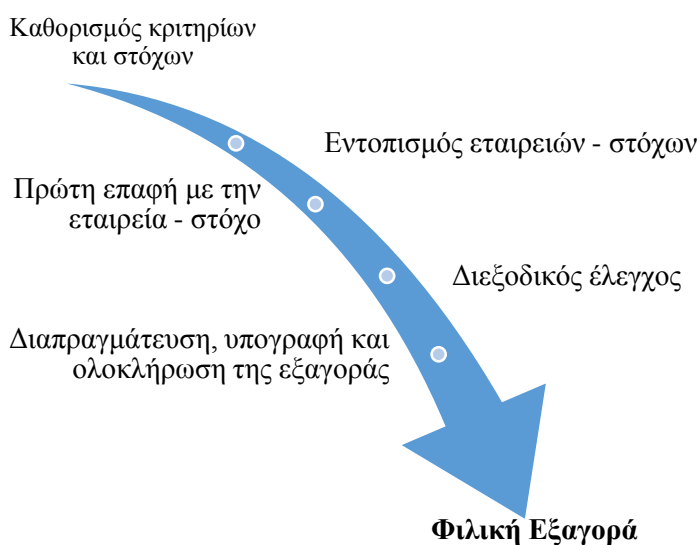 Καθορισμός κριτηρίων
και στόχων
Εντοπισμός εταιρειών - στόχων
Πρώτη επαφή με την
εταιρεία - στόχο
Διεξοδικός έλεγχος
Διαπραγμάτευση, υπογραφή και
ολοκλήρωση της εξαγοράς
Φιλική Εξαγορά